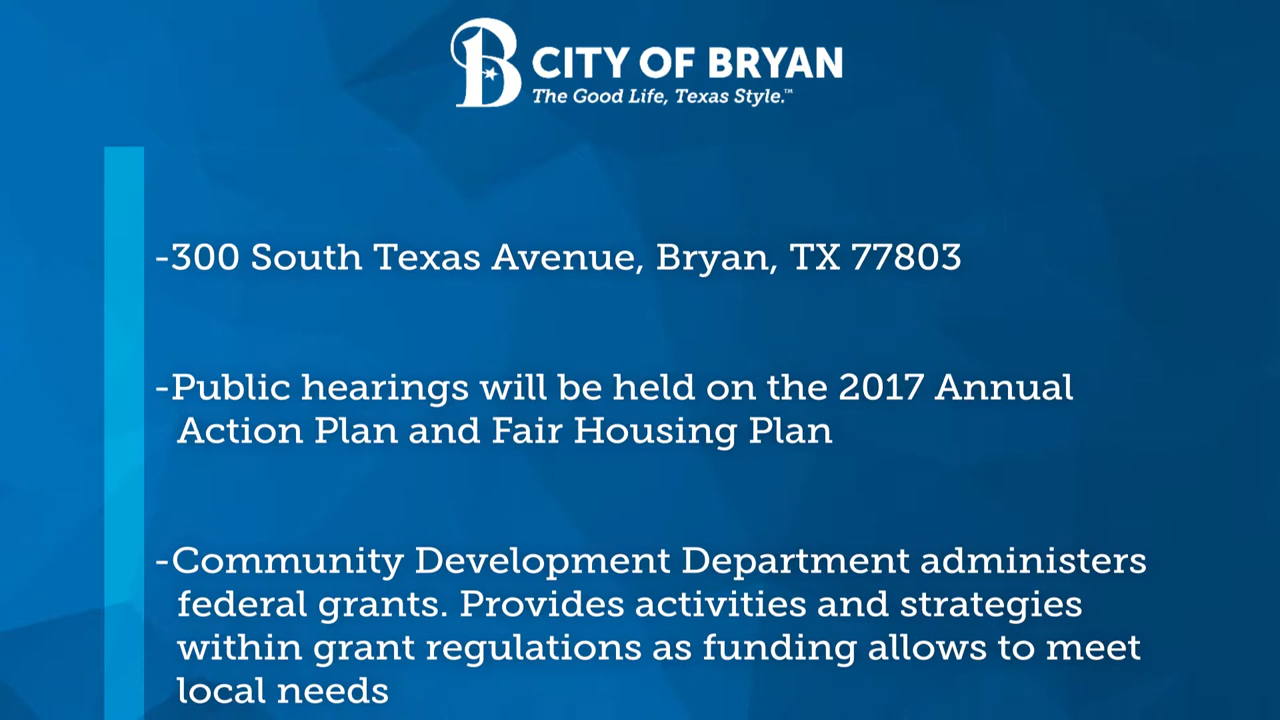 CITY OF BRYAN
The Good Life, Texas Style.™
-300 South Texas Avenue, Bryan, TX 77803
-Public hearings will be held on the 2017 Annual
Action Plan and Fair Housing Plan
-Community Development Department administers
federal grants. Provides activities and strategies
within grant regulations as funding allows to meet
local needs